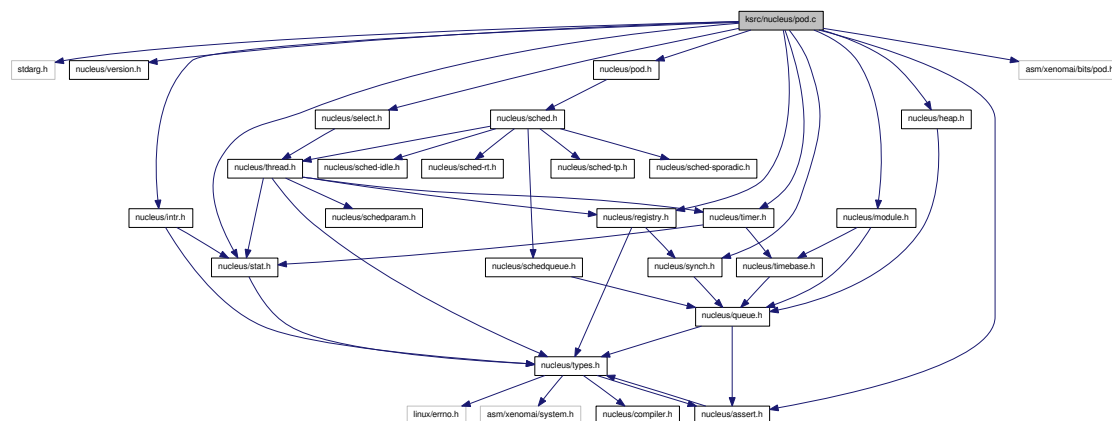 ksrc/nucleus/pod.c
stdarg.h
nucleus/version.h
nucleus/pod.h
asm/xenomai/bits/pod.h
nucleus/select.h
nucleus/sched.h
nucleus/heap.h
nucleus/thread.h
nucleus/sched-idle.h
nucleus/sched-rt.h
nucleus/sched-tp.h
nucleus/sched-sporadic.h
nucleus/intr.h
nucleus/schedparam.h
nucleus/registry.h
nucleus/timer.h
nucleus/module.h
nucleus/stat.h
nucleus/schedqueue.h
nucleus/synch.h
nucleus/timebase.h
nucleus/queue.h
nucleus/types.h
linux/errno.h
asm/xenomai/system.h
nucleus/compiler.h
nucleus/assert.h